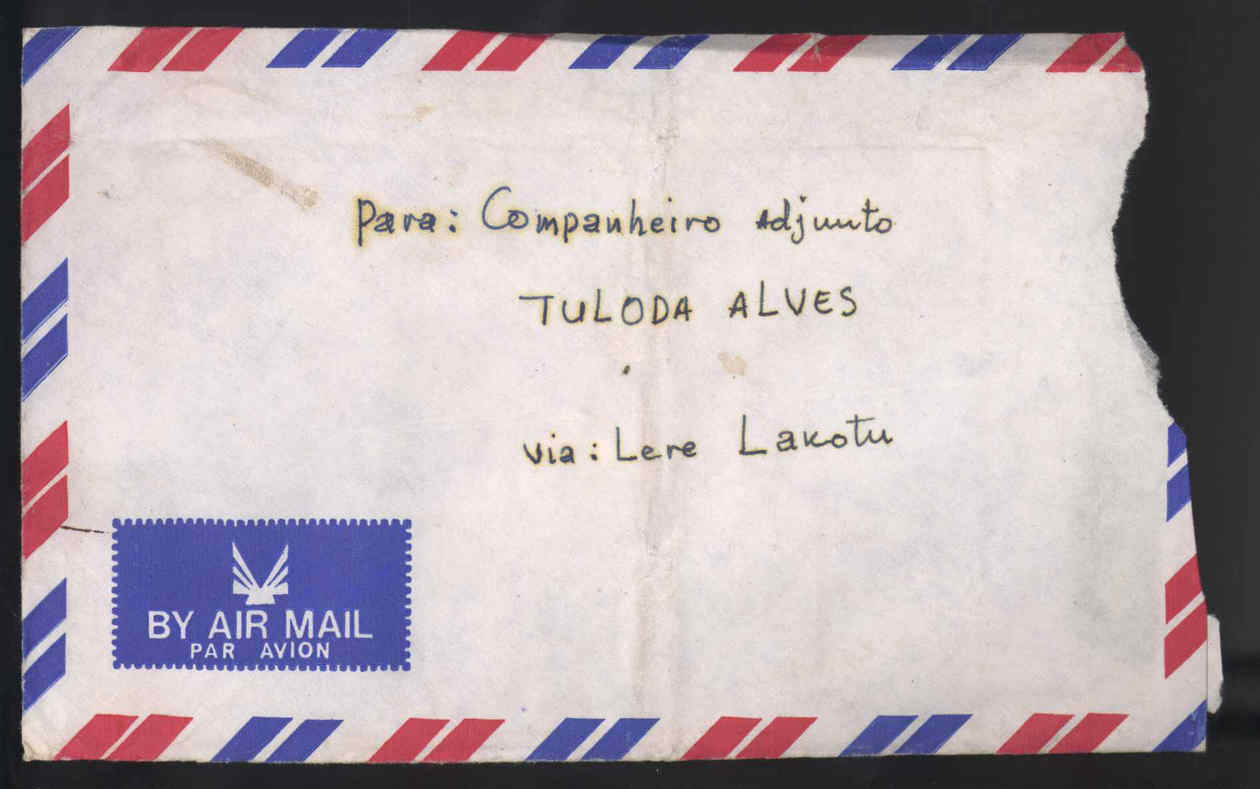 Para: Companheiro Adjunto
TULODA ALVES
via: Lere Lakotu
BY AIR MAIL
PAR AVION